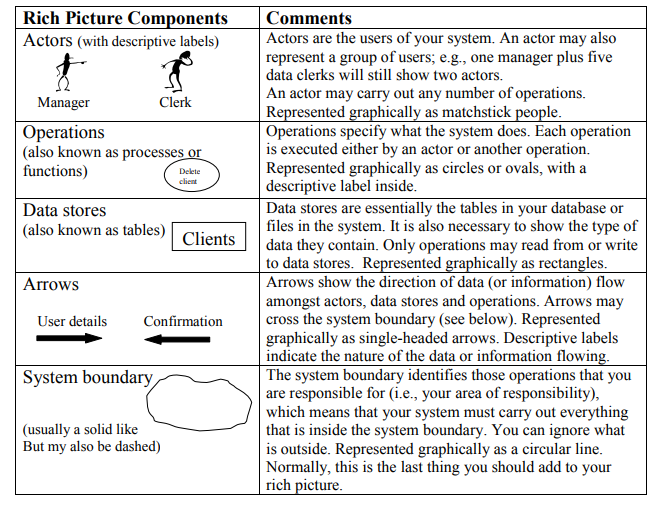 Rich Picture Components
Comments
Actors (with descriptive labels)
Manager
Clerk
Actors are the users of your system. An actor may also
represent a group of users; e.g., one manager plus five
data clerks will still show two actors.
An actor may carry out any number of operations.
Represented graphically as matchstick people.
Operations
(also known as processes or
functions)
Delete
client
Operations specify what the system does. Each operation
is executed either by an actor or another operation.
Represented graphically as circles or ovals, with a
descriptive label inside.
Data stores
(also known as tables)
Clients
Data stores are essentially the tables in your database or
files in the system. It is also necessary to show the type of
data they contain. Only operations may read from or write
to data stores.  Represented graphically as rectangles.
Arrows
User details
Confirmation
Arrows show the direction of data (or information) flow
amongst actors, data stores and operations. Arrows may
cross the system boundary (see below). Represented
graphically as single-headed arrows. Descriptive labels
indicate the nature of the data or information flowing.
System boundary
(usually a solid like
But my also be dashed)
The system boundary identifies those operations that you
are responsible for (i.e., your area of responsibility),
which means that your system must carry out everything
that is inside the system boundary. You can ignore what
is outside. Represented graphically as a circular line.
Normally, this is the last thing you should add to your
rich picture.